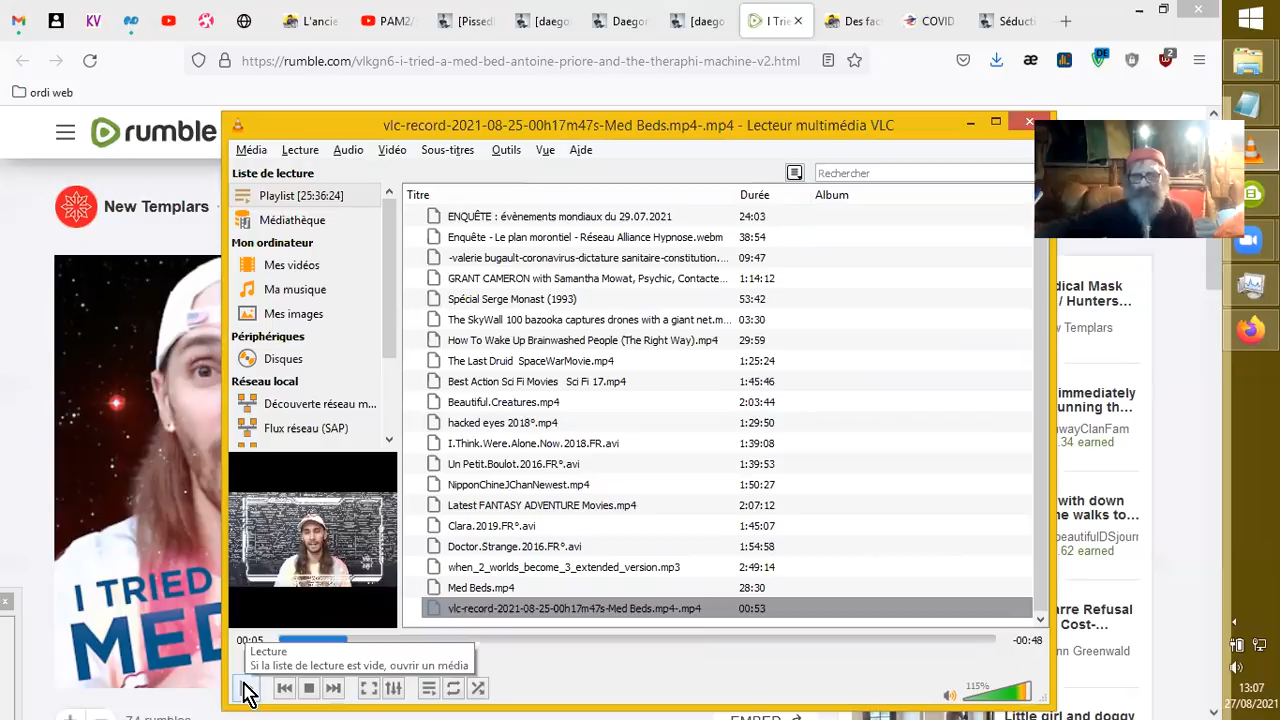 L'ancie
PAM2/
[Pissed
[daego
Daegar
[daego
I Trie
Des fac
COVID
Séducti
https://rumble.com/
n6-i-tried-a-med-bed-antoine-priore-and-the-theraphi-machine-v2.html
DE
2
ordi web
rumble
New Templars
vlc-record-2021-08-25-00h17m47s-Med Beds.mp4-.mp4 - Lecteur multimédia VLC
Média Lecture Audio Vidéo Sous-titres Outils Vue Aide
Liste de lecture
Rechercher
Playlist [25:36:24]
Médiathèque
Mon ordinateur
Mes vidéos
Ma musique
Mes images
Périphériques
Disques
Réseau local
Découverte réseau m...
Flux réseau (SAP)
Titre Durée Album
ENQUÊTE : évènements mondiaux du 29.07.2021 24:03
Enquête - Le plan morontiel - Réseau Alliance Hypnose.webm 38:54
-valerie bugault-coronavirus-dictature sanitaire-constitution.... 09:47
GRANT CAMERON with Samantha Mowat, Psychic, Contacte... 1:14:12
Spécial Serge Monast (1993) 53:42
The SkyWall 100 bazooka captures drones with a giant net.m... 03:30
How To Wake Up Brainwashed People (The Right Way).mp4 29:59
The Last Druid SpaceWarMovie.mp4 1:25:24
Best Action Sci Fi Movies Sci Fi 17.mp4 1:45:46
Beautiful.Creatures.mp4 2:03:44
hacked eyes 2018°.mp4 1:29:50
I.Think.Were.Alone.Now.2018.FR.avi 1:39:08
Un Petit.Boulot.2016.FR°.avi 1:39:53
NipponChineJChanNewest.mp4 1:50:27
Latest FANTASY ADVENTURE Movies.mp4 2:07:12
Clara.2019.FR°.avi 1:45:07
Doctor.Strange.2016.FR°.avi 1:54:58
when_2_worlds_become_3_extended_version.mp3 2:49:14
Med Beds.mp4 28:30
vlc-record-2021-08-25-00h17m47s-Med Beds.mp4-.mp4 00:53
00:05
-00:48
Lecture
Si la liste de lecture est vide, ouvrir un média
115%
I TRIED
MED
74 rumbles
EMBED
dical Mask
/ Hunters...
Templars
immediately
unning th...
wayClanFam
.34 earned
with down
e walks to...
beautifulIDSjourn
.62 earned
rre Refusal
Cost-...
nn Greenwald
Little girl and doggy
13:07
27/08/2021